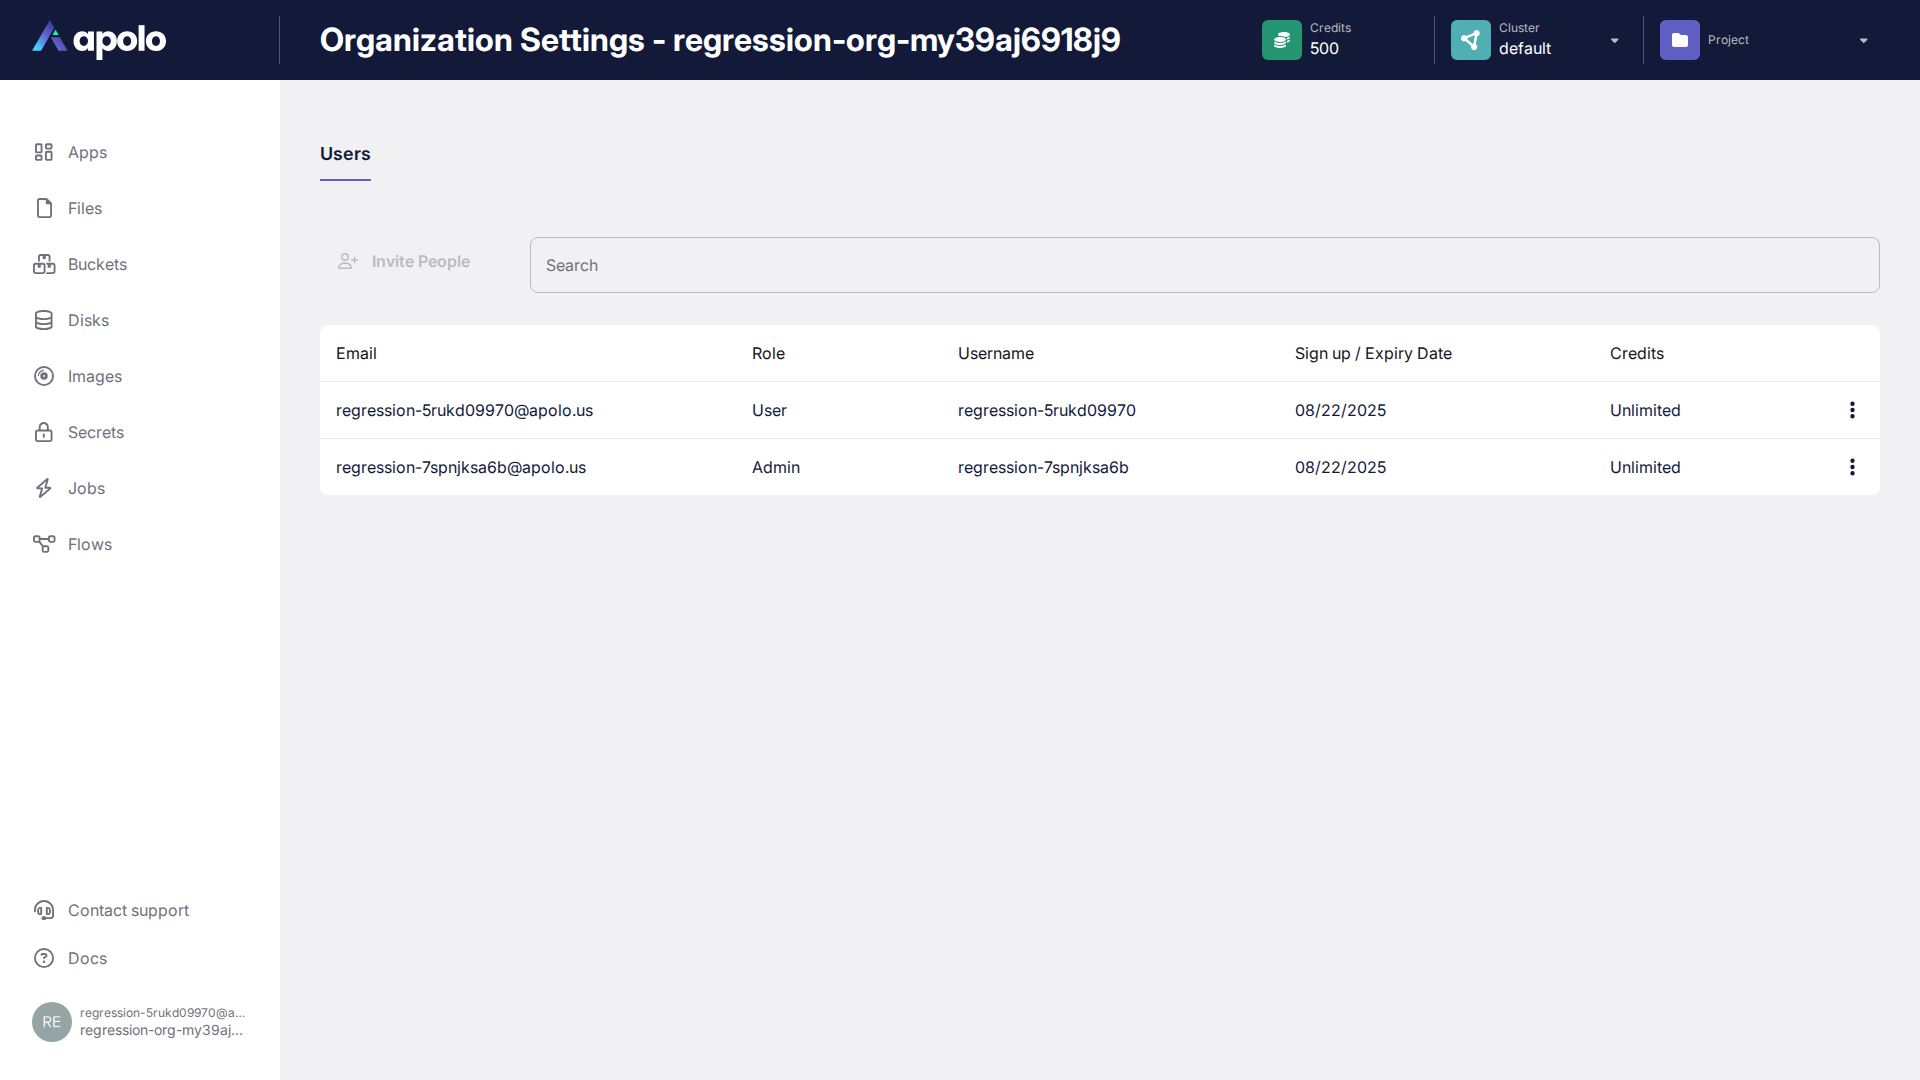 apolo
Organization Settings - regression-org-my39aj6918j9
Credits
500
Cluster
default
Project
Apps
Files
Buckets
Disks
Images
Secrets
Jobs
Flows
Contact support
Docs
RE
regression-5rukd09970@a...
regression-org-my39aj...
Users
Invite People
Search
Email Role Username Sign up / Expiry Date Credits
regression-5rukd09970@apolo.us User regression-5rukd09970 08/22/2025 Unlimited
regression-7spnjksa6b@apolo.us Admin regression-7spnjksa6b 08/22/2025 Unlimited